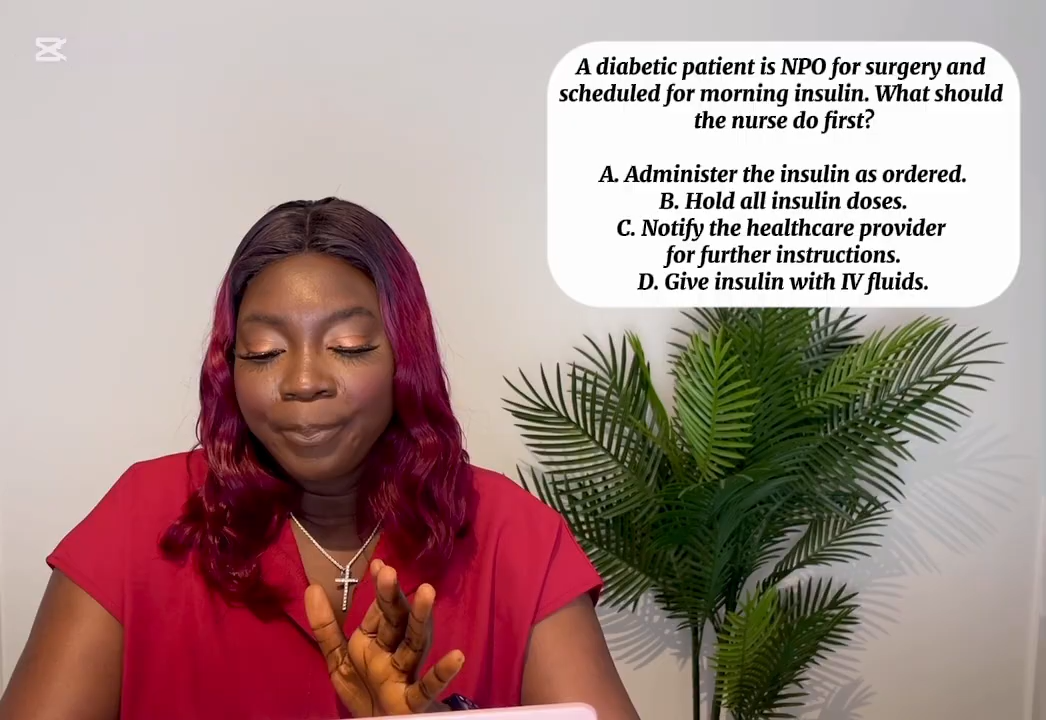 A diabetic patient is NPO for surgery and
scheduled for morning insulin. What should
the nurse do first?
A. Administer the insulin as ordered.
B. Hold all insulin doses.
C. Notify the healthcare provider
for further instructions.
D. Give insulin with IV fluids.